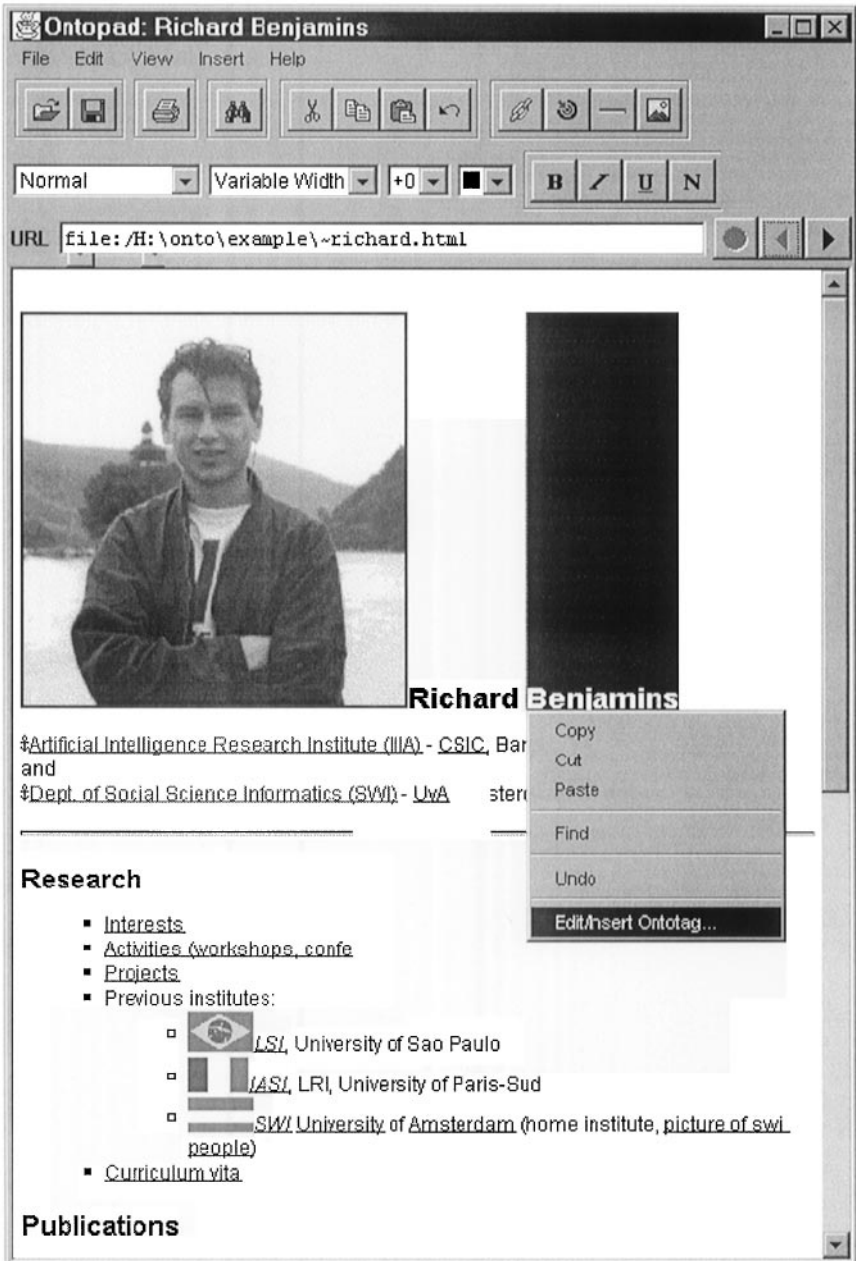 Ontopad: Richard Benjamins
File Edit View Insert Help
Normal Variable Width +0 B I U N
URL file:/H:\onto\example\~richard.html
Richard Benjamins
‡Artificial Intelligence Research Institute (IIIA) - CSIC, Bar
and
‡Dept. of Social Science Informatics (SWI) - UvA
Copy
Cut
Paste
Find
Undo
Edit/Insert Ontotag...
Research
Interests
Activities (workshops, confe
Projects
Previous institutes:
LSI, University of Sao Paulo
IASI, LRI, University of Paris-Sud
SWI University of Amsterdam (home institute, picture of swi
people)
Curriculum vita
Publications